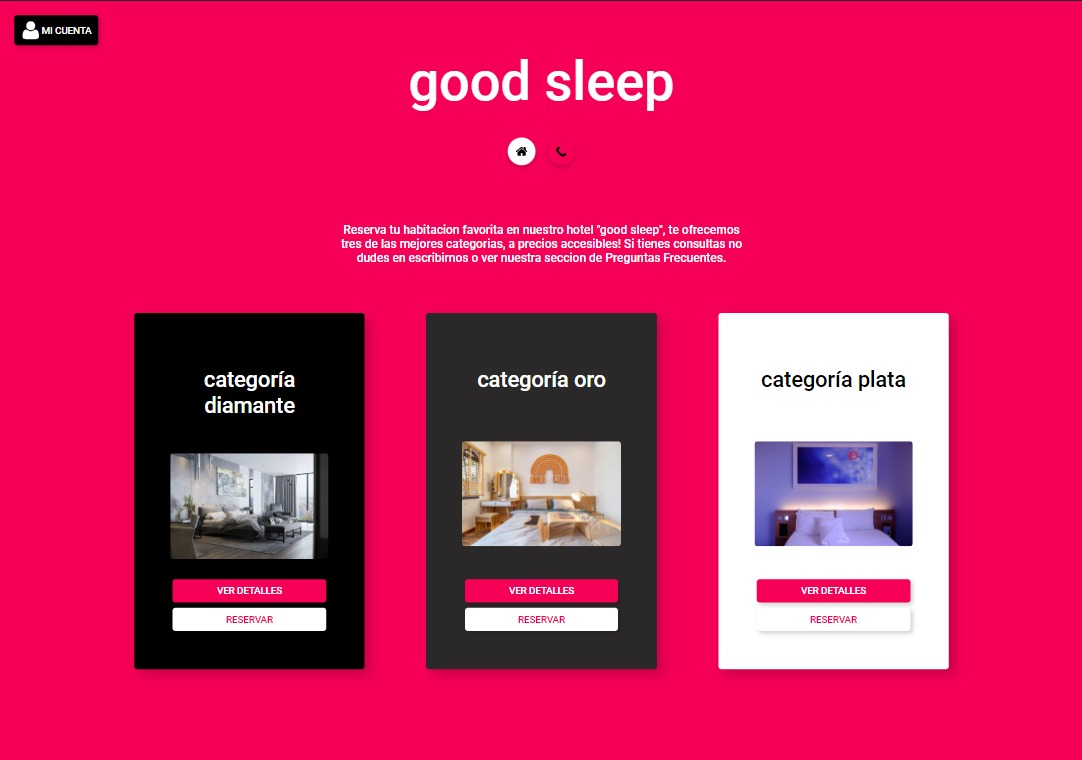 MI CUENTA
good sleep
Reserva tu habitacion favorita en nuestro hotel "good sleep", te ofrecemos
tres de las mejores categorias, a precios accesibles! Si tienes consultas no
dudes en escribirnos o ver nuestra seccion de Preguntas Frecuentes.
categoría
diamante
VER DETALLES
RESERVAR
categoría oro
VER DETALLES
RESERVAR
categoría plata
VER DETALLES
RESERVAR